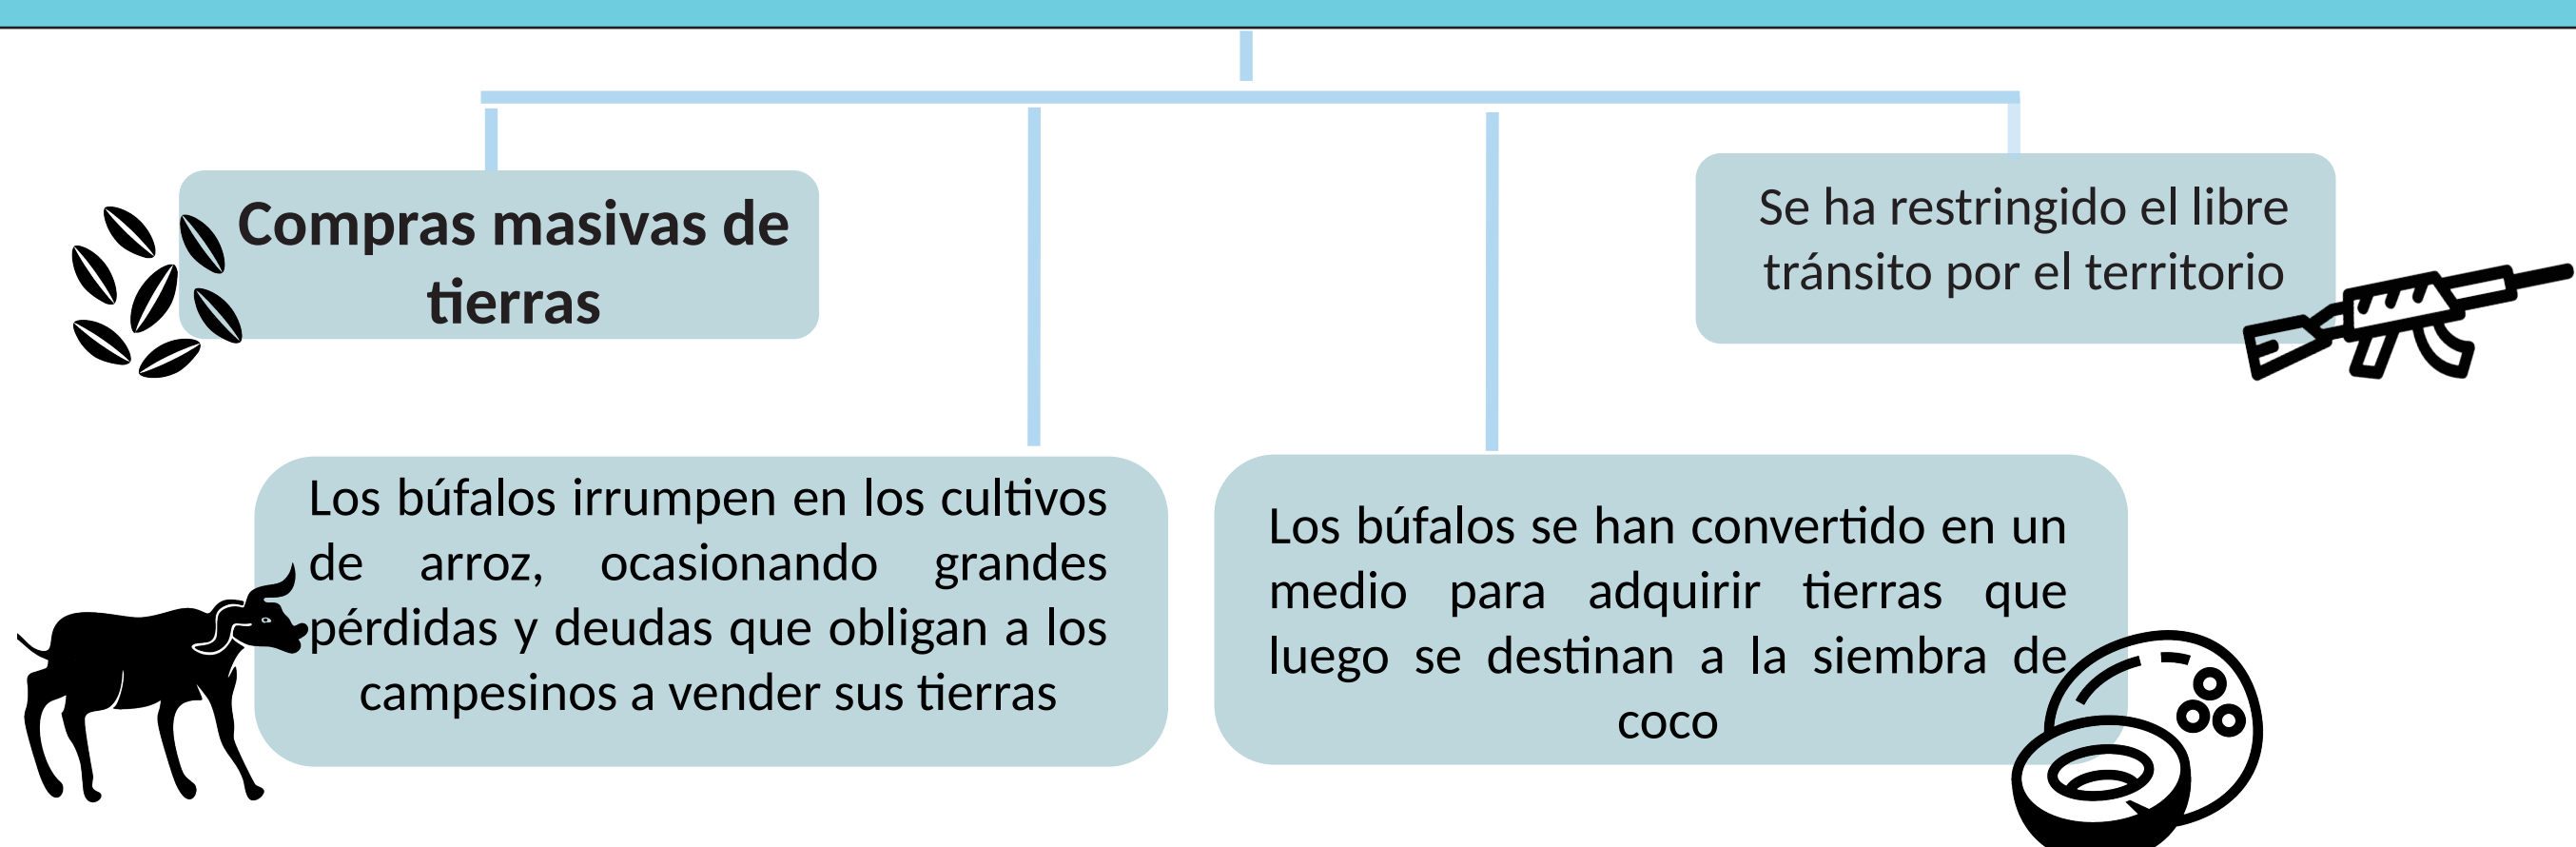 Compras masivas de
tierras
Se ha restringido el libre
tránsito por el territorio
Los búfalos irrumpen en los cultivos
de arroz, ocasionando grandes
pérdidas y deudas que obligan a los
campesinos a vender sus tierras
Los búfalos se han convertido en un
medio para adquirir tierras que
luego se destinan a la siembra de
coco